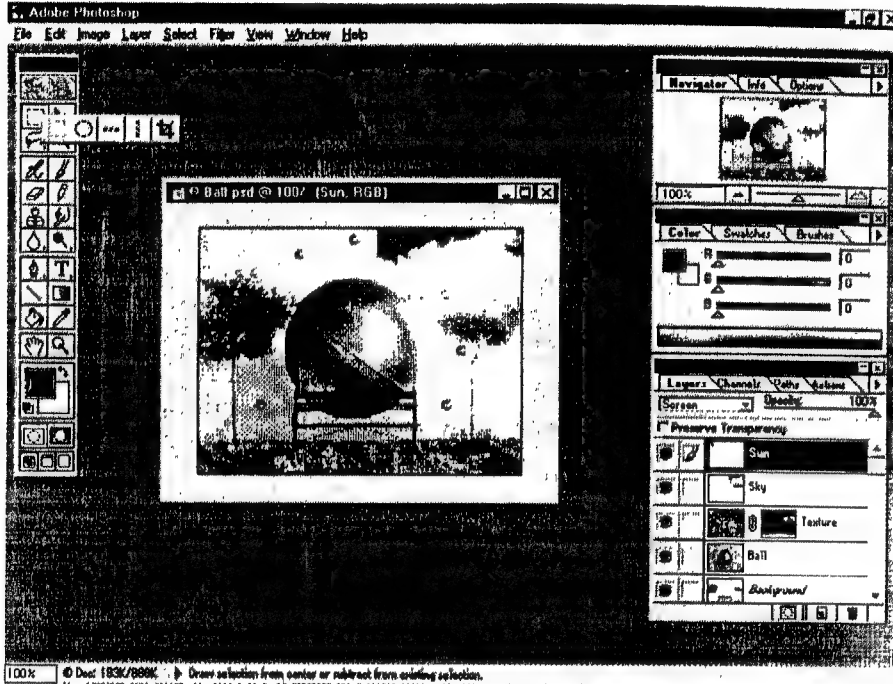 Adobe Photoshop
File Edit Image Layer Select Filter View Window Help
Navigator Info Options
100%
© Ball psd @ 100% (Sun, RGB)
Color Swatches Brushes
R 0
G 0
B 0
T
Layers Channels Paths Actions
Screen Opacity: 100%
Preserve Transparency
Sun
Sky
Texture
Ball
Background
100% © Doc: 183K/800K Draw selection from center or subtract from existing selection.